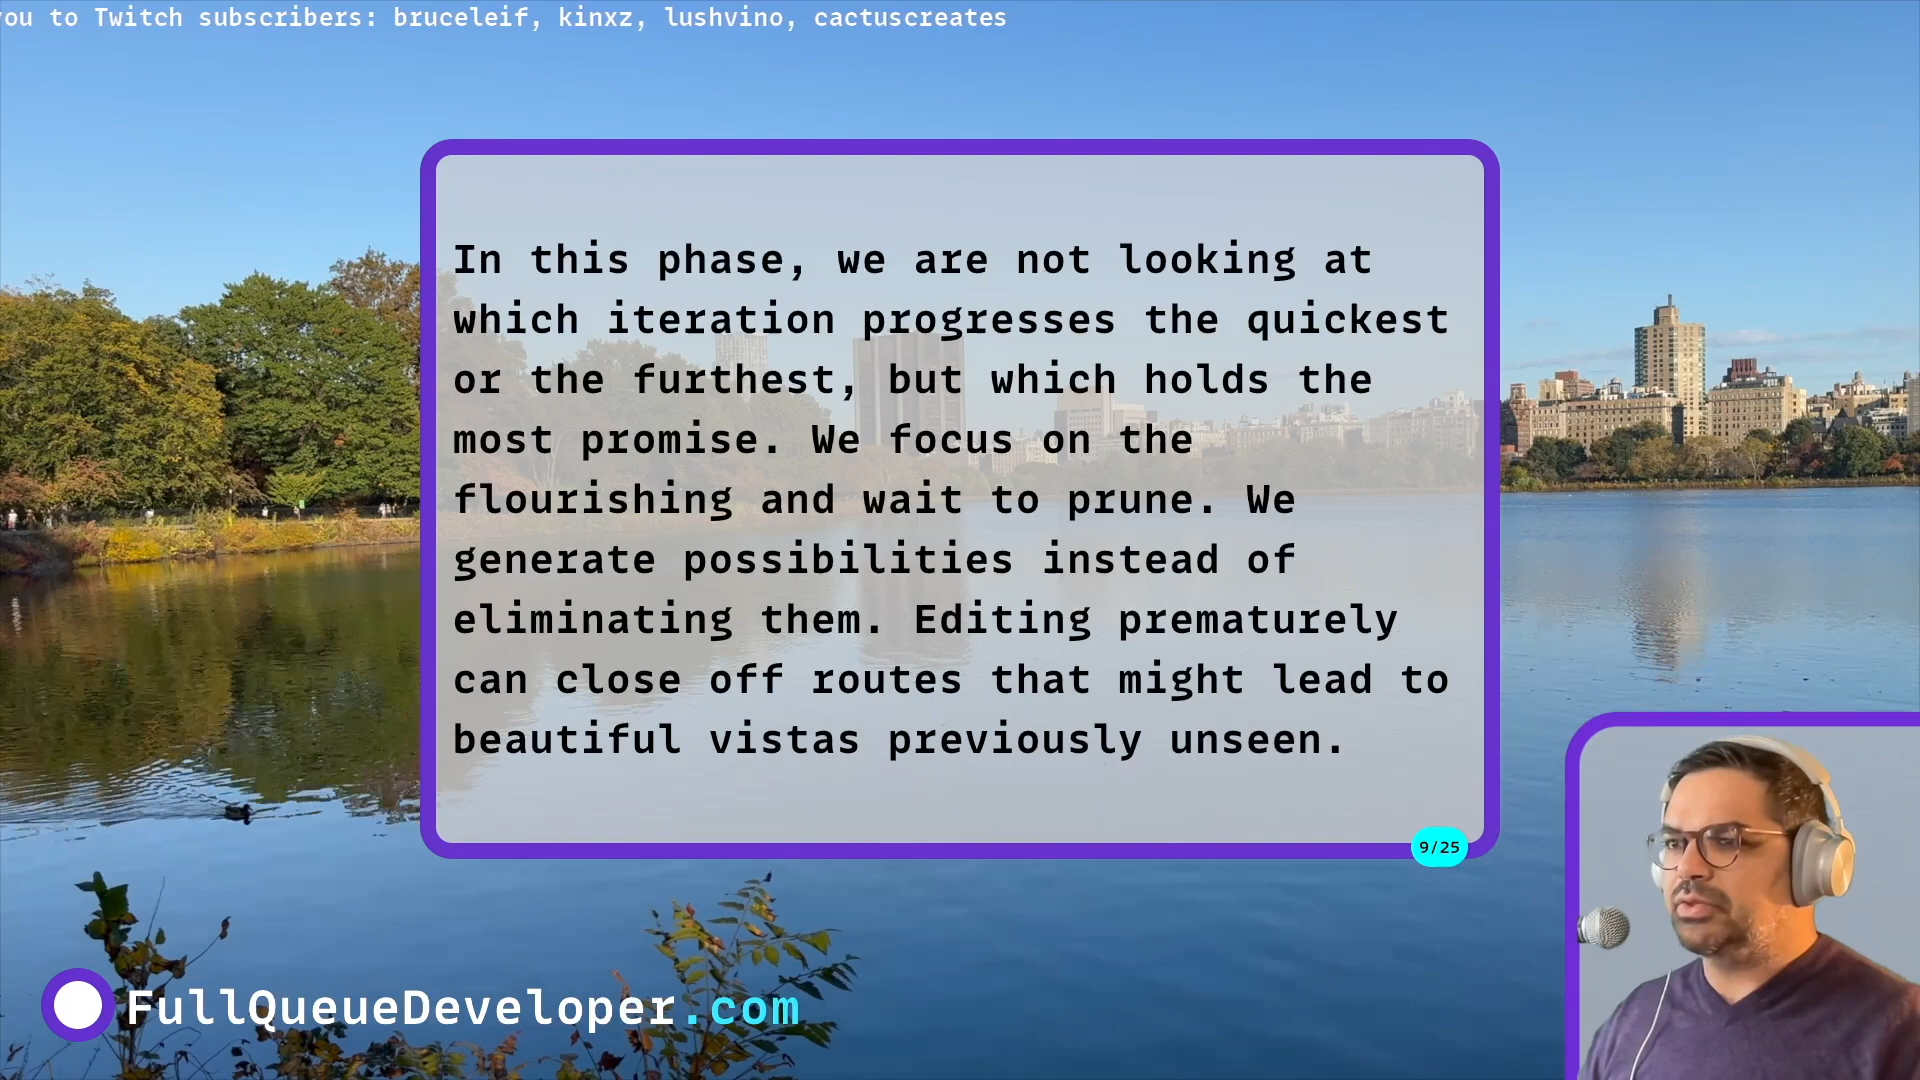 you to Twitch subscribers: bruceleif, kinxz, lushvino, cactuscreates
In this phase, we are not looking at
which iteration progresses the quickest
or the furthest, but which holds the
most promise. We focus on the
flourishing and wait to prune. We
generate possibilities instead of
eliminating them. Editing prematurely
can close off routes that might lead to
beautiful vistas previously unseen.
9/25
FullQueueDeveloper.com